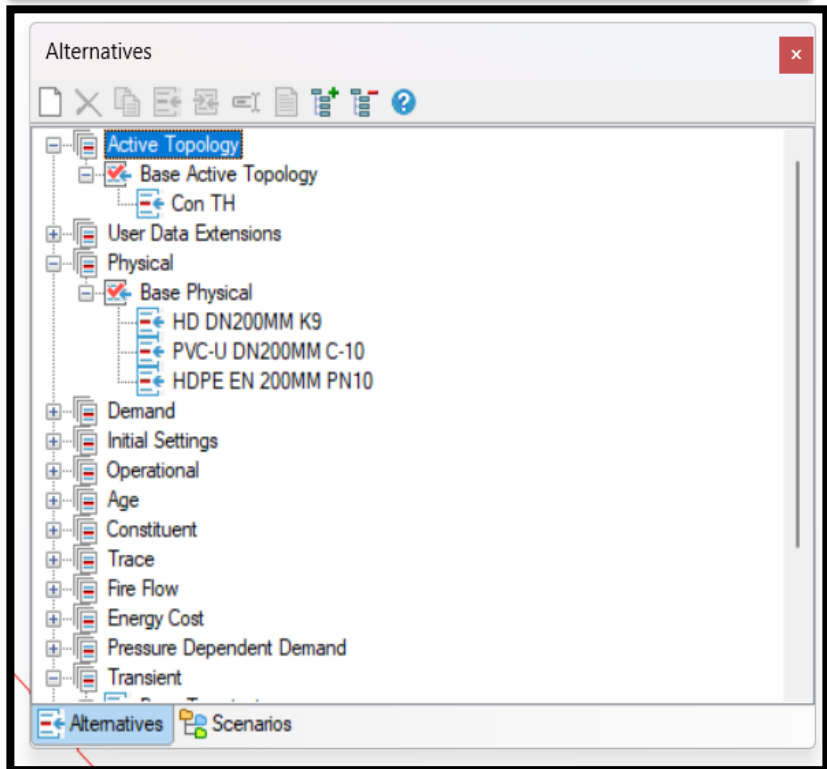 Alternatives
Active Topology
Base Active Topology
Con TH
User Data Extensions
Physical
Base Physical
HD DN200MM K9
PVC-U DN200MM C-10
HDPE EN 200MM PN10
Demand
Initial Settings
Operational
Age
Constituent
Trace
Fire Flow
Energy Cost
Pressure Dependent Demand
Transient
Alternatives Scenarios